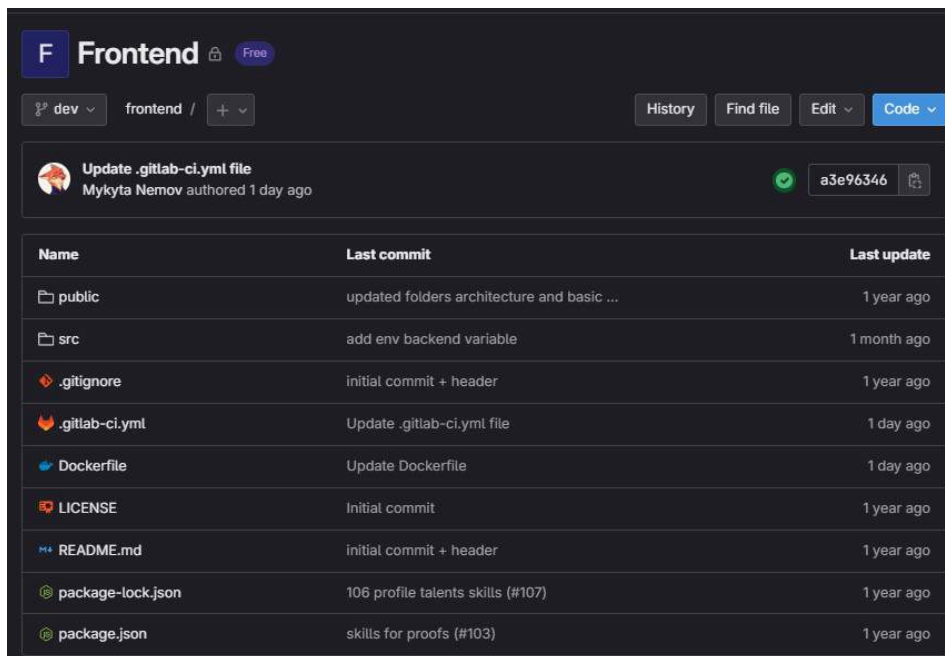 F Frontend Free
dev frontend / + History Find file Edit Code
Update .gitlab-ci.yml file
Mykyta Nemov authored 1 day ago
a3e96346
Name Last commit Last update
public updated folders architecture and basic ... 1 year ago
src add env backend variable 1 month ago
.gitignore initial commit + header 1 year ago
.gitlab-ci.yml Update .gitlab-ci.yml file 1 day ago
Dockerfile Update Dockerfile 1 day ago
LICENSE Initial commit 1 year ago
M↓ README.md initial commit + header 1 year ago
package-lock.json 106 profile talents skills (#107) 1 year ago
package.json skills for proofs (#103) 1 year ago